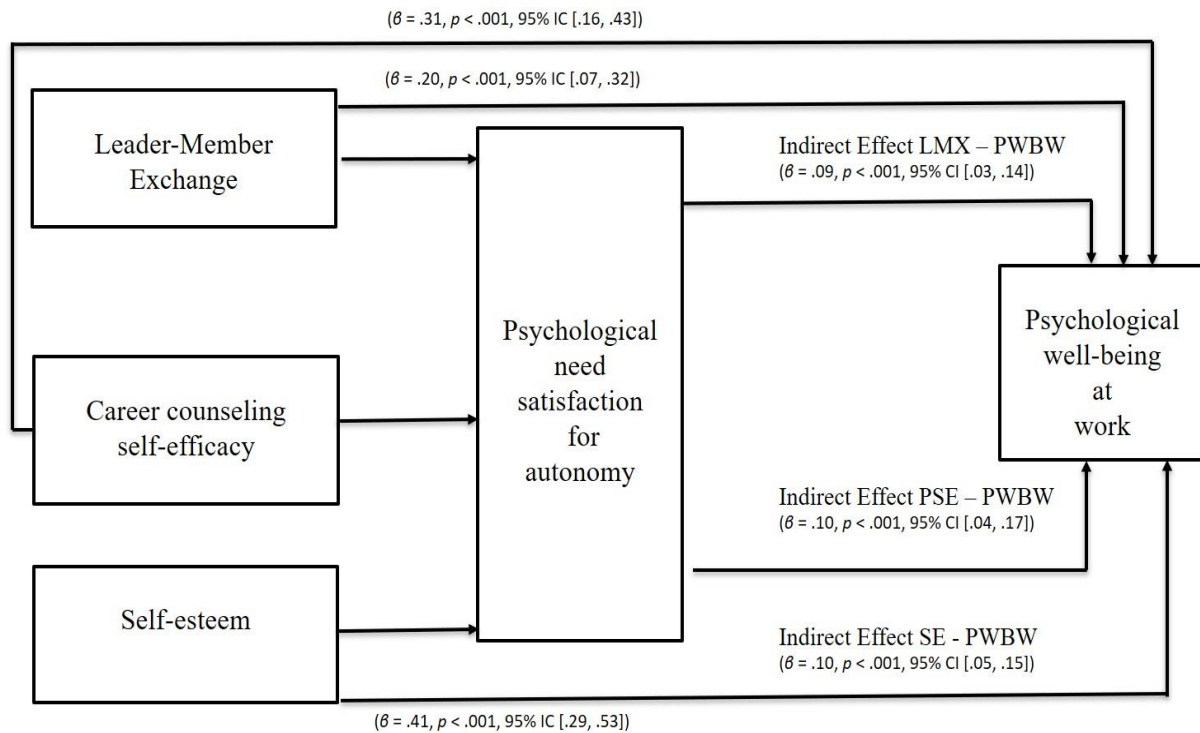 (β = .31, p < .001, 95% IC [.16, .43])
(β = .20, p < .001, 95% IC [.07, .32])
Leader-Member
Exchange
Indirect Effect LMX – PWBW
(β = .09, p < .001, 95% CI [.03, .14])
Career counseling
self-efficacy
Psychological
need
satisfaction
for
autonomy
Psychological
well-being
at
work
Indirect Effect PSE – PWBW
(β = .10, p < .001, 95% CI [.04, .17])
Self-esteem
Indirect Effect SE - PWBW
(β = .10, p < .001, 95% CI [.05, .15])
(β = .41, p < .001, 95% IC [.29, .53])